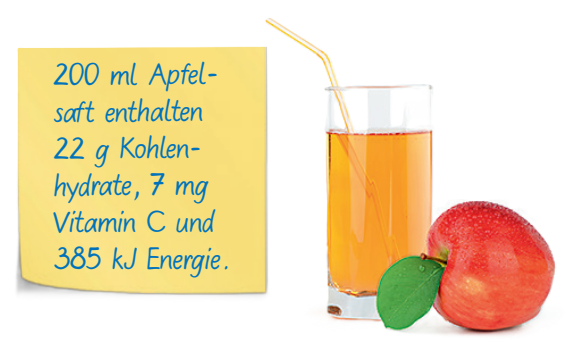 200 ml Apfel-
saft enthalten
22 g Kohlen-
hydrate, 7 mg
Vitamin C und
385 kJ Energie.